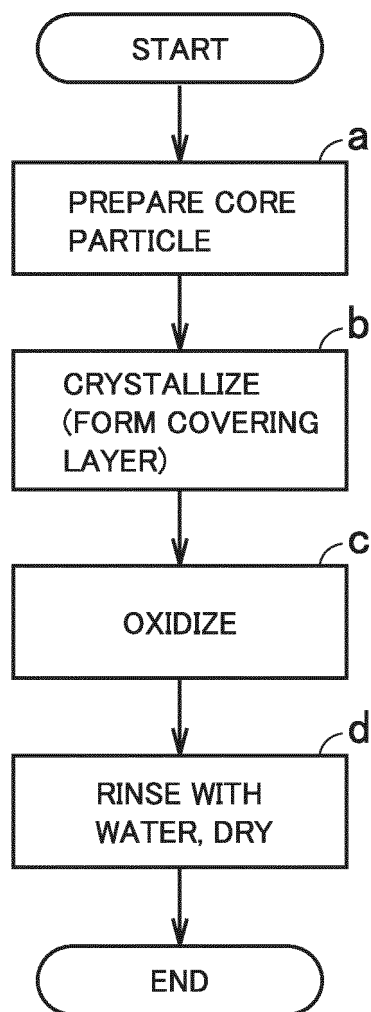 START
a
PREPARE CORE
PARTICLE
b
CRYSTALLIZE
(FORM COVERING
LAYER)
c
OXIDIZE
d
RINSE WITH
WATER, DRY
END